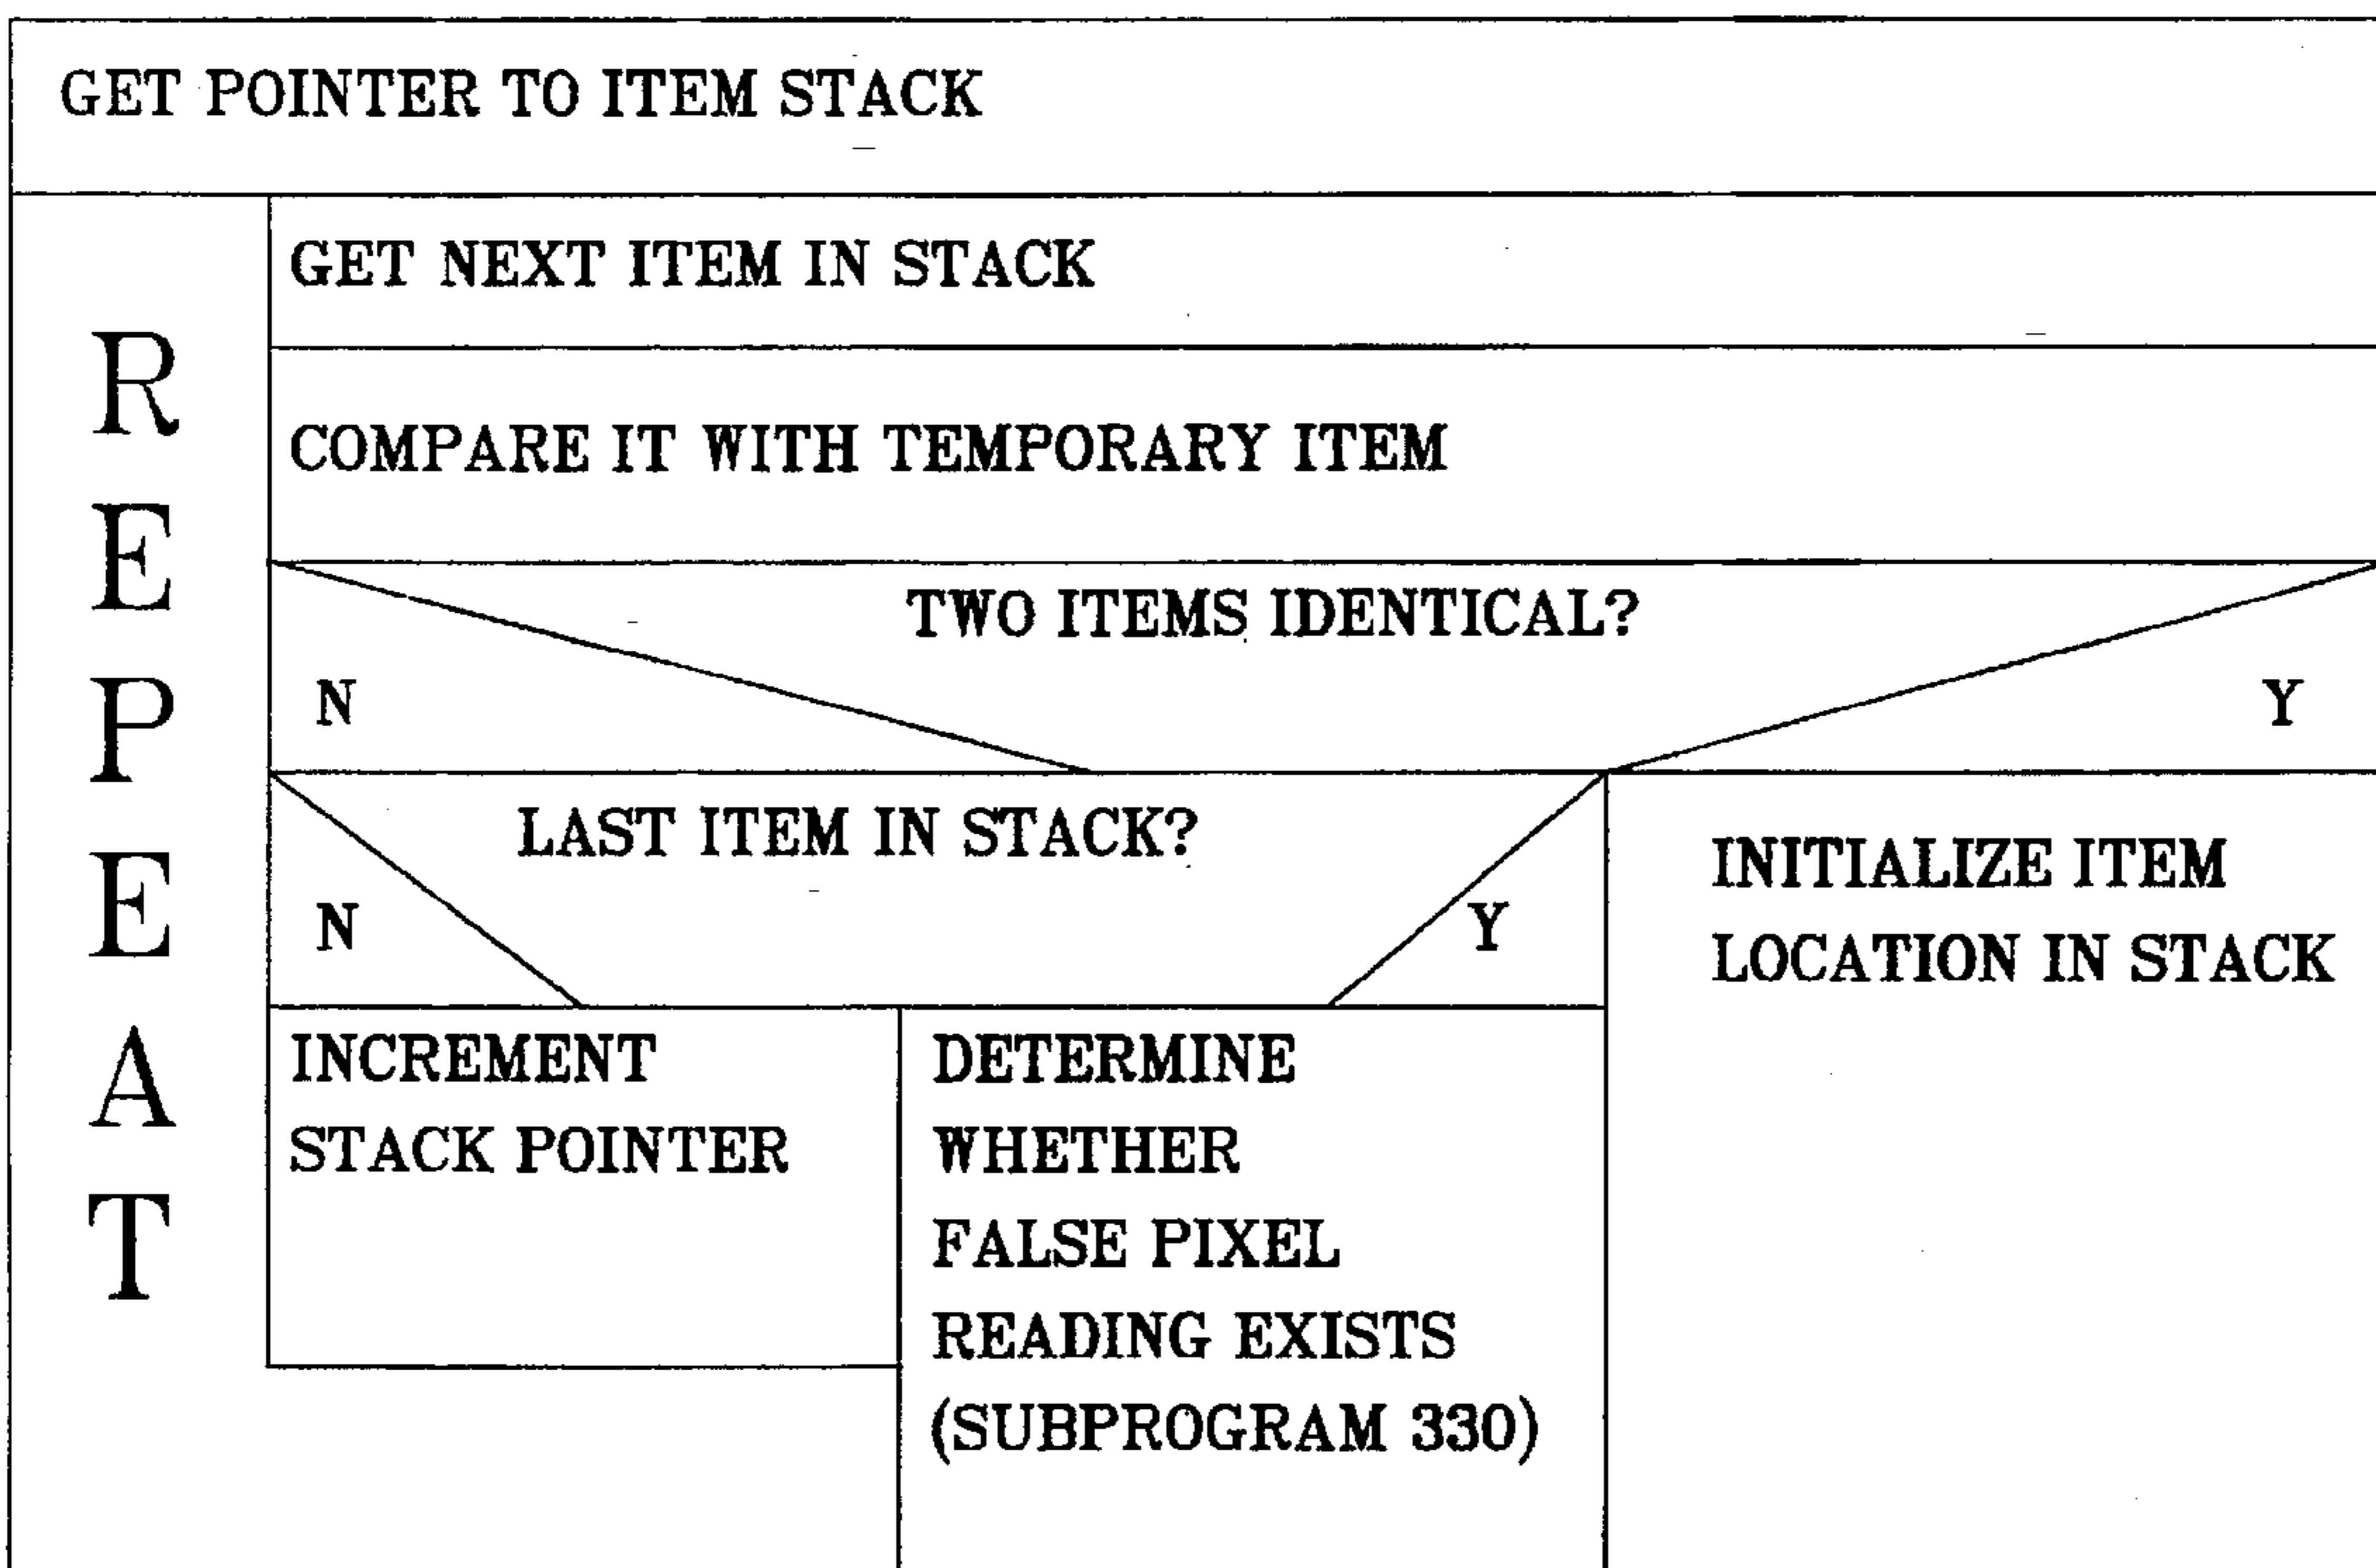 GET POINTER TO ITEM STACK
REPEAT
GET NEXT ITEM IN STACK
COMPARE IT WITH TEMPORARY ITEM
TWO ITEMS IDENTICAL?
N
Y
LAST ITEM IN STACK?
N
Y
INITIALIZE ITEM
LOCATION IN STACK
INCREMENT
STACK POINTER
DETERMINE
WHETHER
FALSE PIXEL
READING EXISTS
(SUBPROGRAM 330)